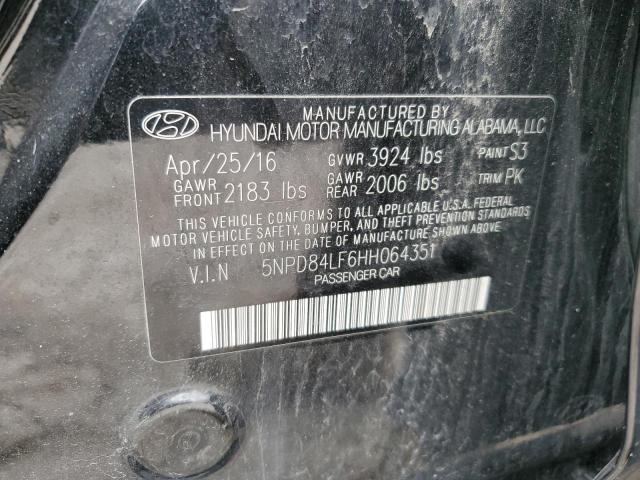 MANUFACTURED BY
HYUNDAI MOTOR MANUFACTURING ALABAMA, LLC
Apr/25/16 GVWR 3924 lbs PAINT S3
GAWR FRONT 2183 lbs GAWR REAR 2006 lbs TRIM PK
THIS VEHICLE CONFORMS TO ALL APPLICABLE U.S.A. FEDERAL
MOTOR VEHICLE SAFETY, BUMPER, AND THEFT PREVENTION STANDARDS
IN EFFECT ON THE DATE OF MANUFACTURE SHOWN ABOVE.
V.I.N 5NPD84LF6HH064351
PASSENGER CAR